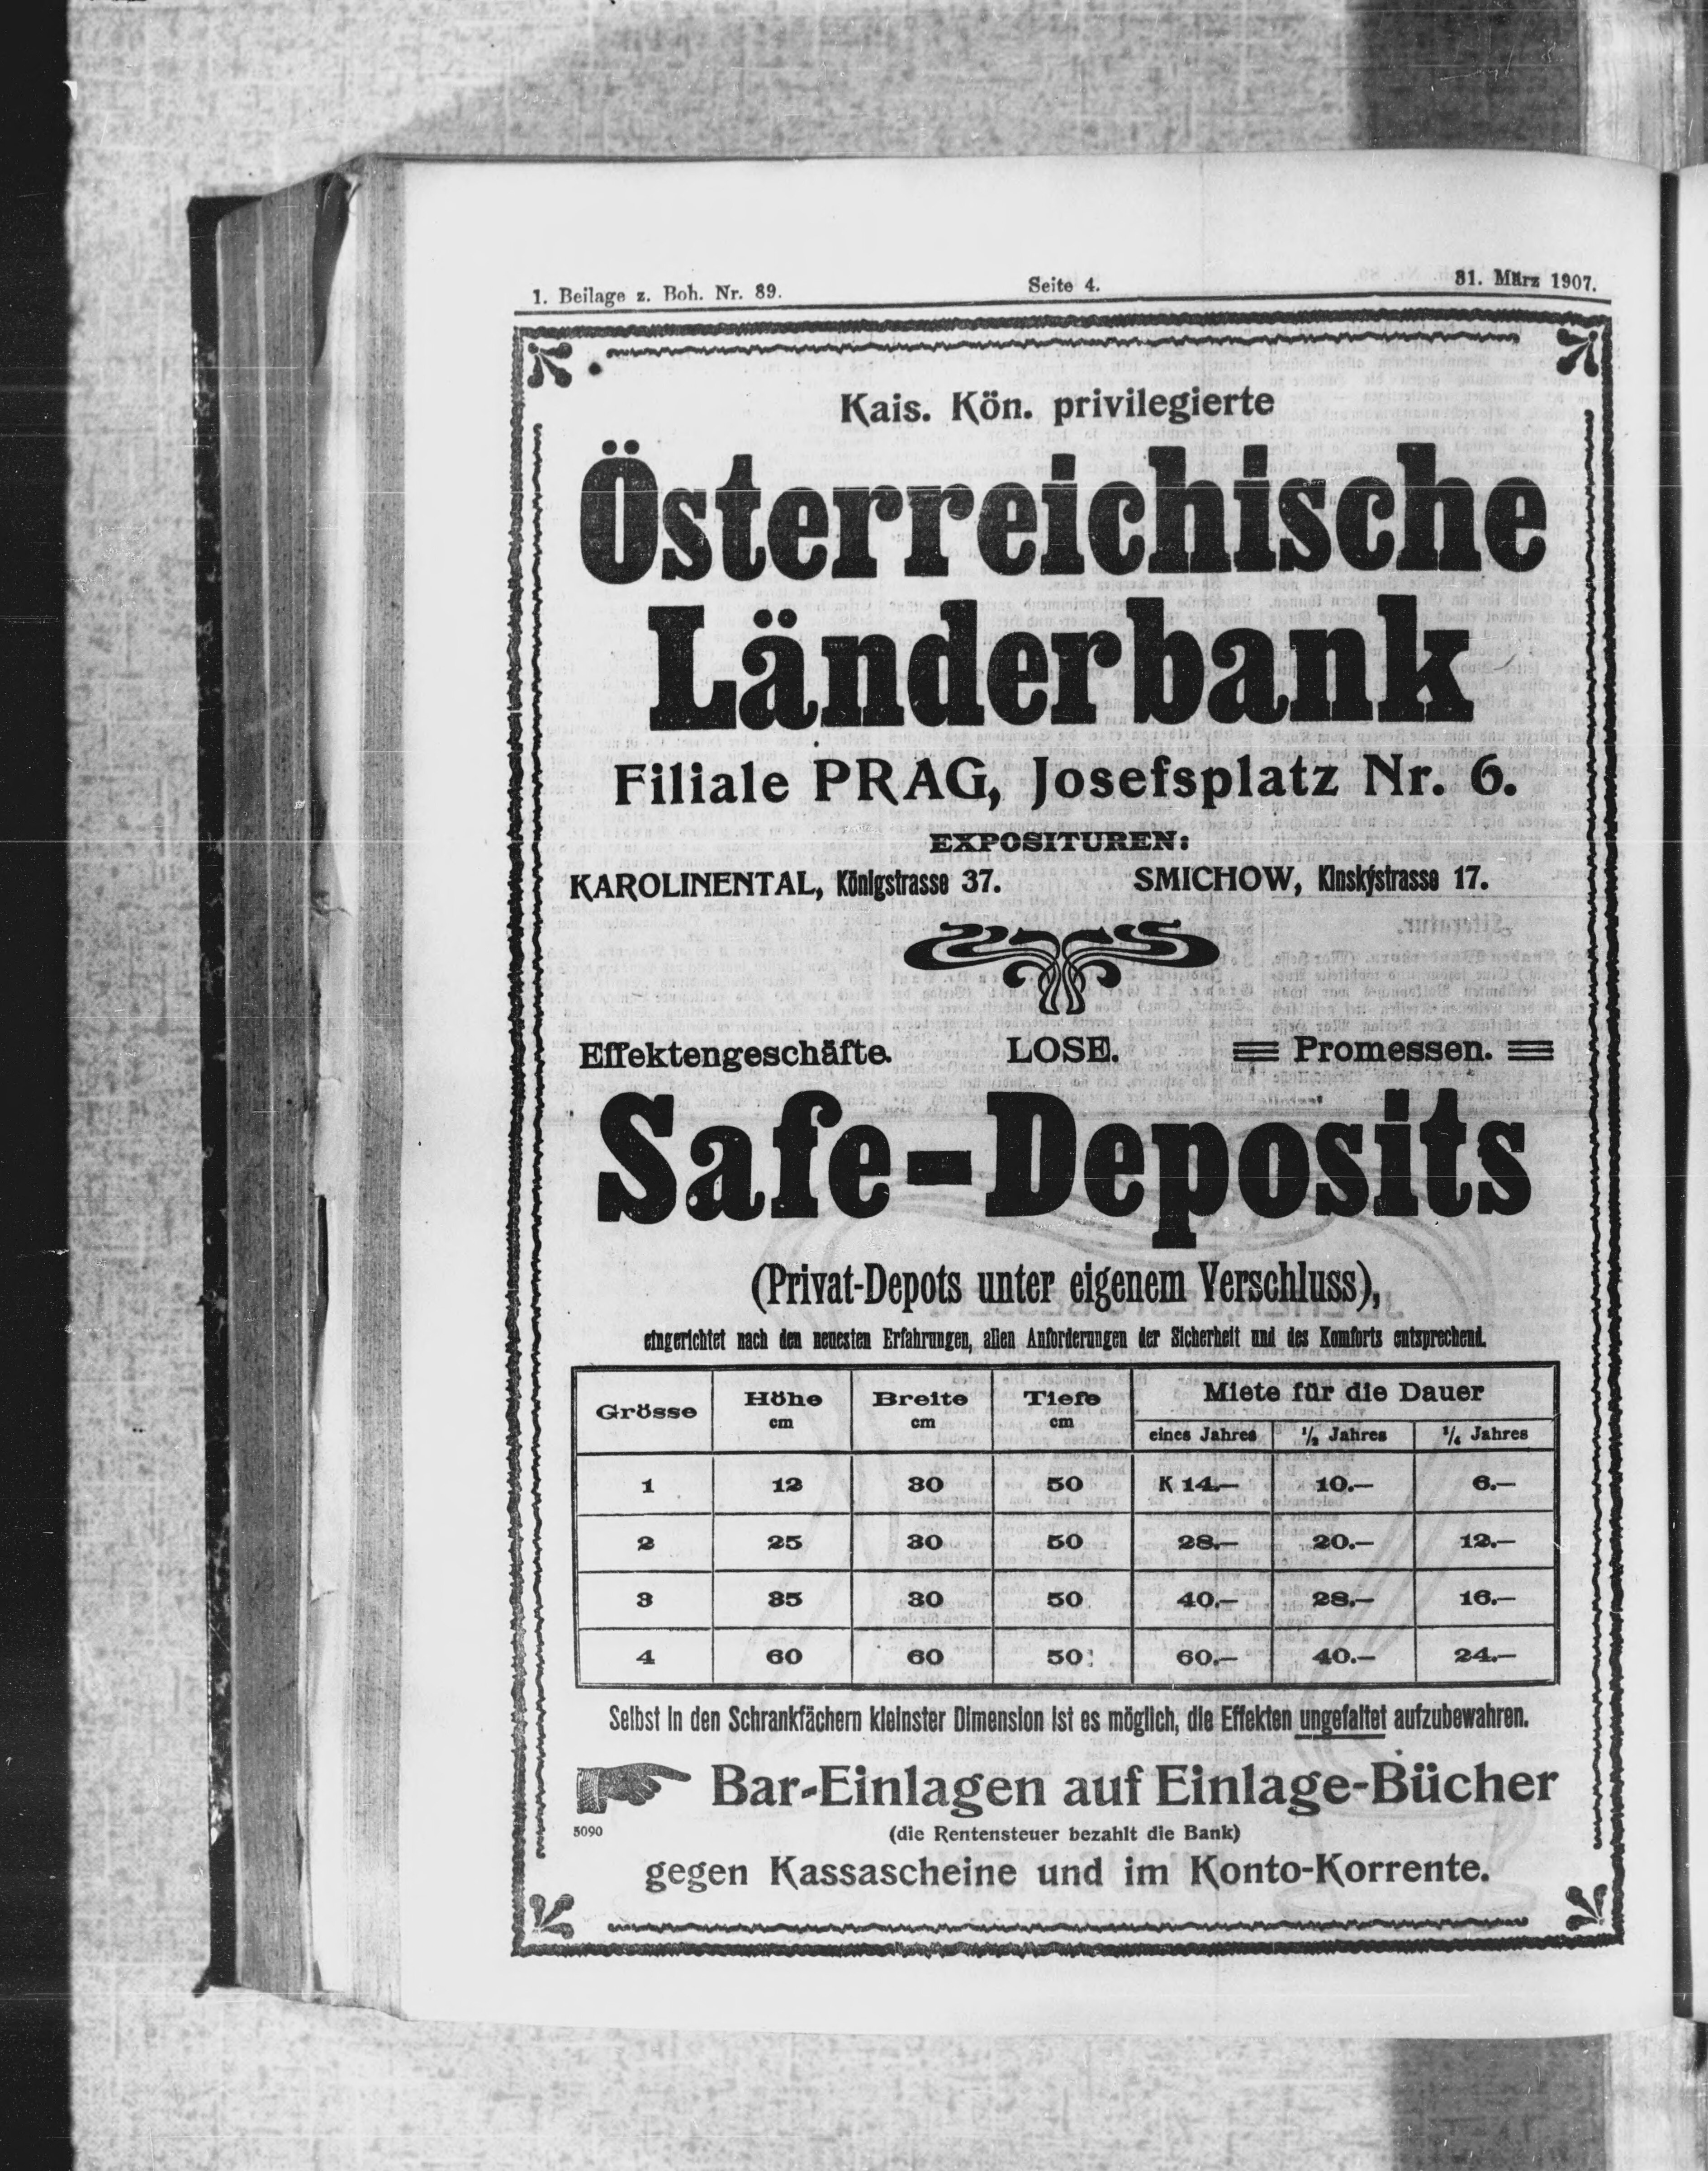 1. Beilage z. Boh. Nr. 89. Seite 4. 31. März 1907.
Kais. Kön. privilegierte
Österreichische
Länderbank
Filiale PRAG, Josefsplatz Nr. 6.
EXPOSITUREN:
KAROLINENTAL, Königstrasse 37. SMICHOW, Kinskýstrasse 17.
Effektengeschäfte. LOSE. Promessen.
Safe-Deposits
(Privat-Depots unter eigenem Verschluss),
eingerichtet nach den neuesten Erfahrungen, allen Anforderungen der Sicherheit und des Komforts entsprechend.
Grösse Höhe cm Breite cm Tiefe cm Miete für die Dauer
eines Jahres 1/2 Jahres 1/4 Jahres
1 12 30 50 K 14.— 10.— 6.—
2 25 30 50 28.— 20.— 12.—
3 35 30 50 40.— 28.— 16.—
4 60 60 50 60.— 40.— 24.—
Selbst in den Schrankfächern kleinster Dimension ist es möglich, die Effekten ungefaltet aufzubewahren.
Bar-Einlagen auf Einlage-Bücher
5090 (die Rentensteuer bezahlt die Bank)
gegen Kassascheine und im Konto-Korrente.